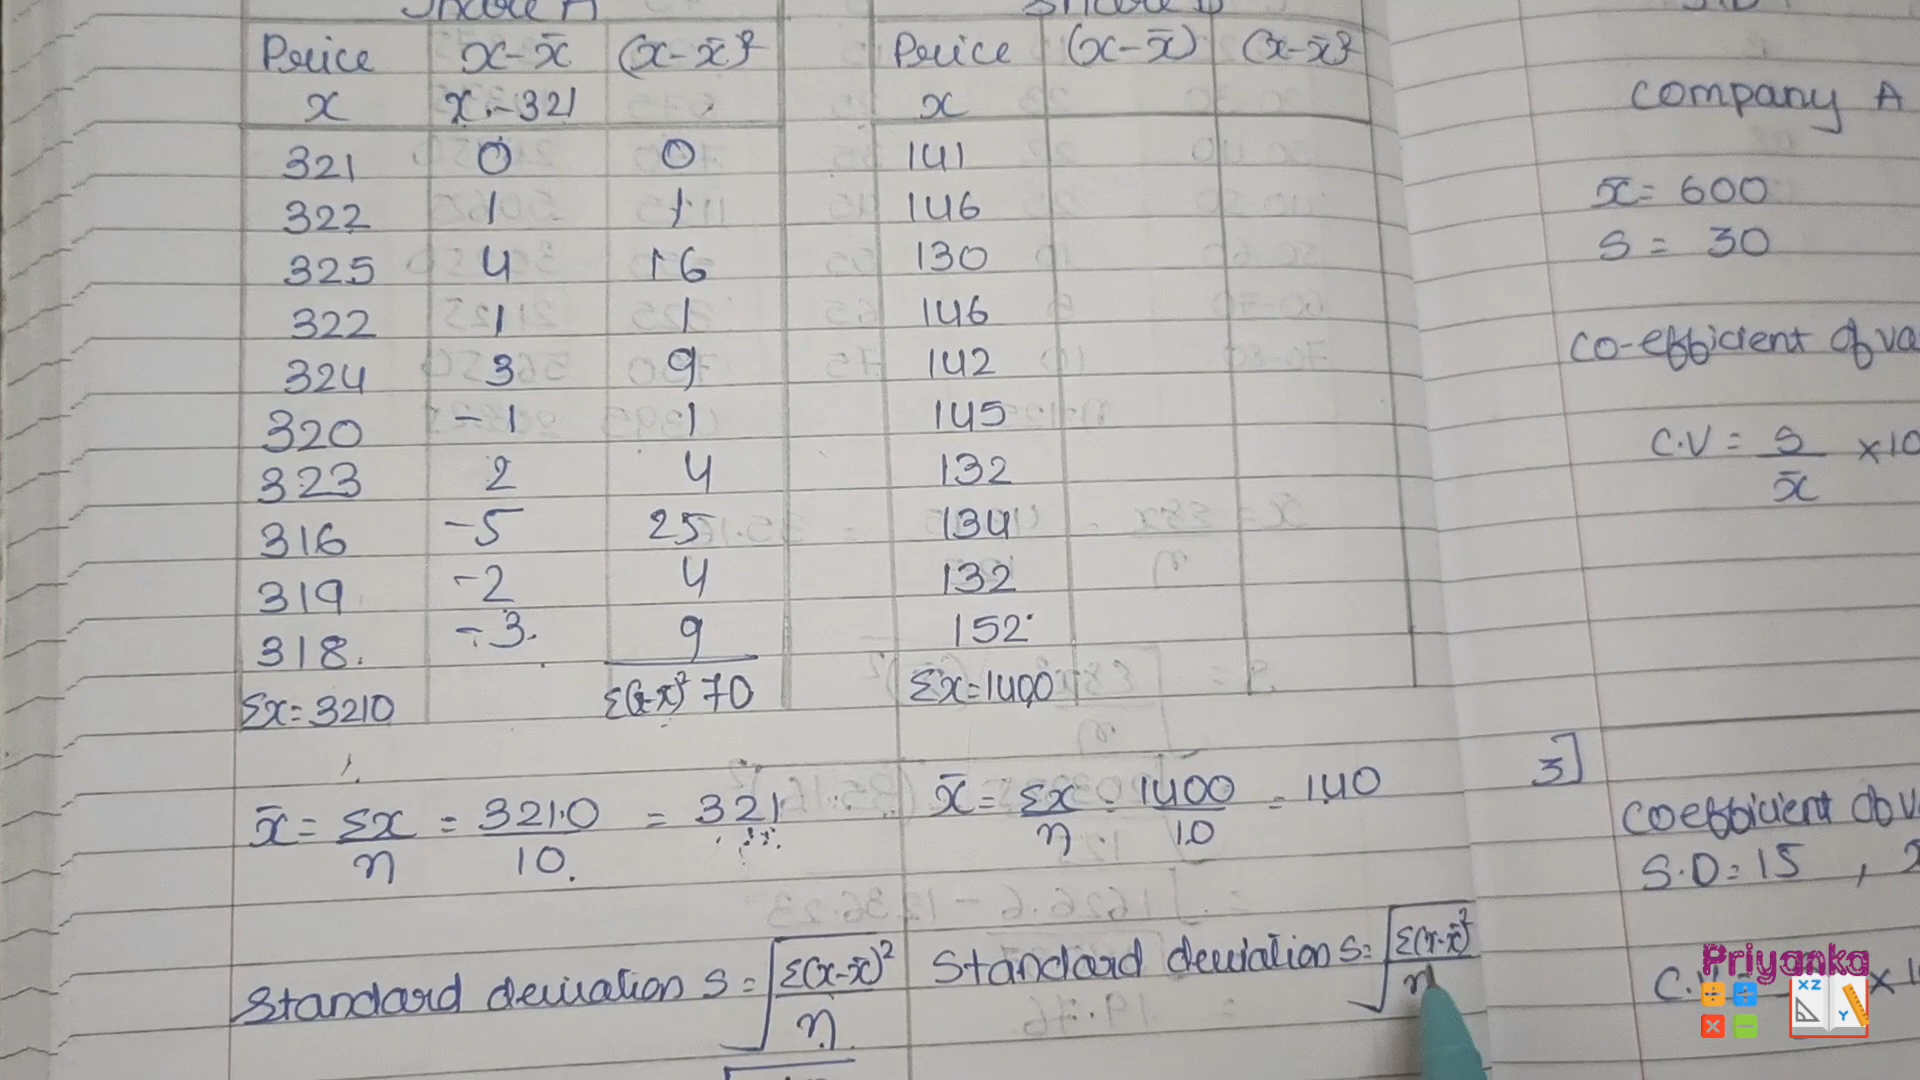 Share A
Price x-x̄ (x-x̄)²
x x-321
321 0 0
322 1 1
325 4 16
322 1 1
324 3 9
320 -1 1
323 2 4
316 -5 25
319 -2 4
318. -3. 9
Σx=3210 Σ(x-x̄)² 70
x̄ = Σx/n = 3210/10. = 321
Standard deviation S = √Σ(x-x̄)²/n
Price (x-x̄) (x-x̄)²
x
141
146
130
146
142
145
132
134
132
152
Σx=1400
x̄ = Σx/n = 1400/10 = 140
Standard deviation S = √Σ(x-x̄)²/n
company A
x̄ = 600
S = 30
co-efficient of
C.V = S/x̄ ×
3]
coefficient of
S.D = 15 ,
C.V
Priyanka
XZ
Y